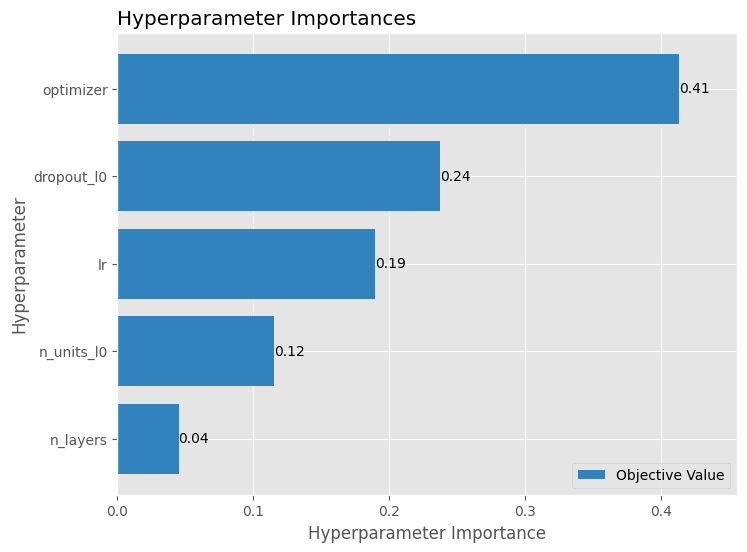 Hyperparameter Importances
Hyperparameter
optimizer
0.41
dropout_l0
0.24
lr
0.19
n_units_l0
0.12
n_layers
0.04
Objective Value
0.0 0.1 0.2 0.3 0.4
Hyperparameter Importance